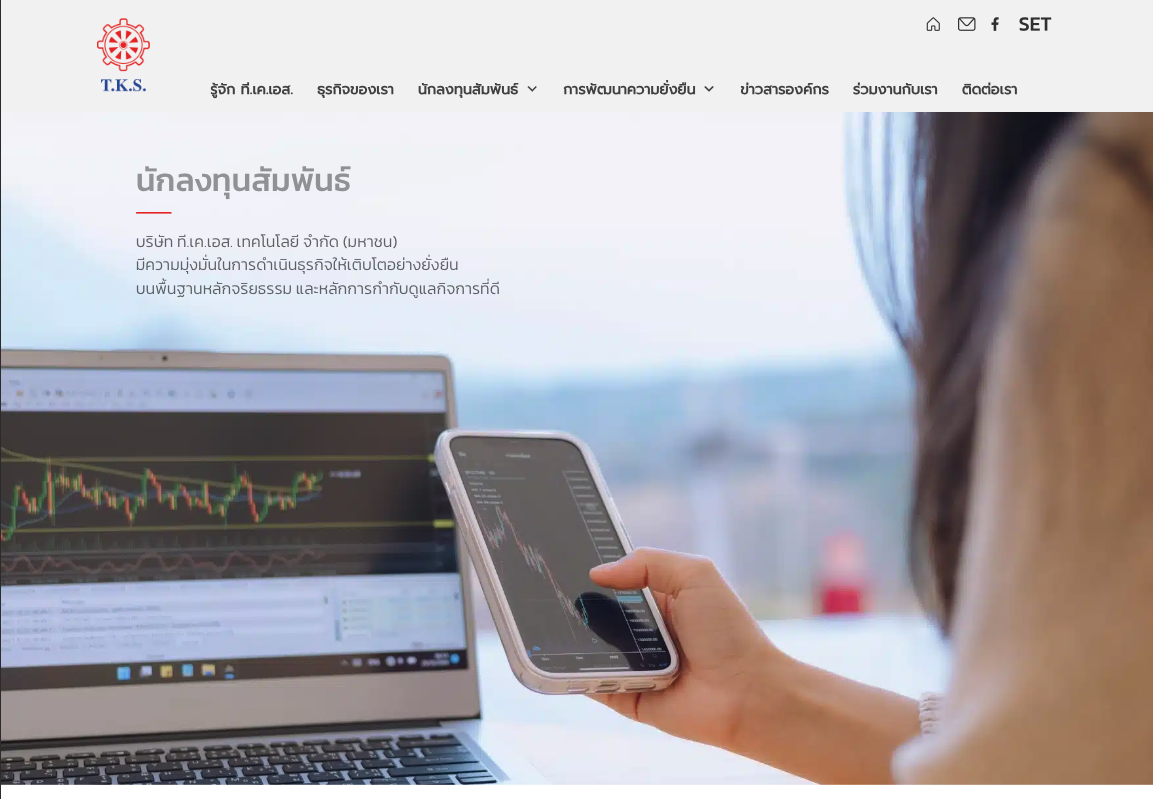 SET
T.K.S.
รู้จัก ที.เค.เอส. ธุรกิจของเรา นักลงทุนสัมพันธ์ การพัฒนาความยั่งยืน ข่าวสารองค์กร ร่วมงานกับเรา ติดต่อเรา
นักลงทุนสัมพันธ์
บริษัท ที.เค.เอส. เทคโนโลยี จำกัด (มหาชน)
มีความมุ่งมั่นในการดำเนินธุรกิจให้เติบโตอย่างยั่งยืน
บนพื้นฐานหลักจริยธรรม และหลักการกำกับดูแลกิจการที่ดี